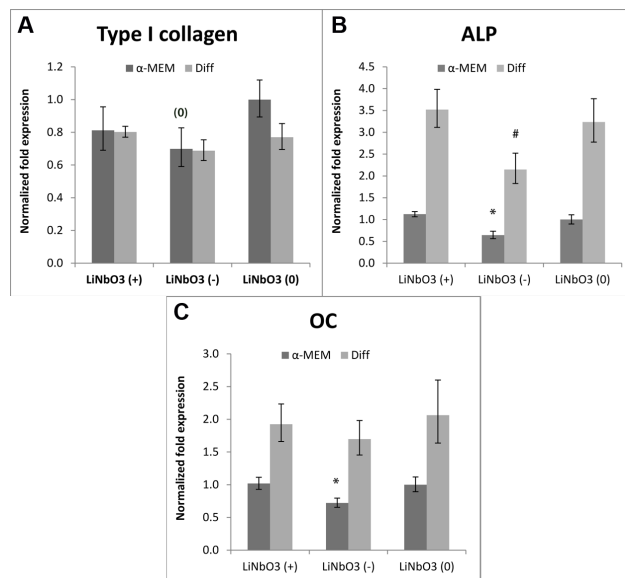 A
Type I collagen
α-MEM Diff
Normalized fold expression
1.2
1.0
0.8
0.6
0.4
0.2
0.0
(0)
LiNbO3 (+) LiNbO3 (-) LiNbO3 (0)
B
ALP
α-MEM Diff
Normalized fold expression
4.5
4.0
3.5
3.0
2.5
2.0
1.5
1.0
0.5
0.0
*
#
LiNbO3 (+) LiNbO3 (-) LiNbO3 (0)
C
OC
α-MEM Diff
Normalized fold expression
3.0
2.5
2.0
1.5
1.0
0.5
0.0
*
LiNbO3 (+) LiNbO3 (-) LiNbO3 (0)